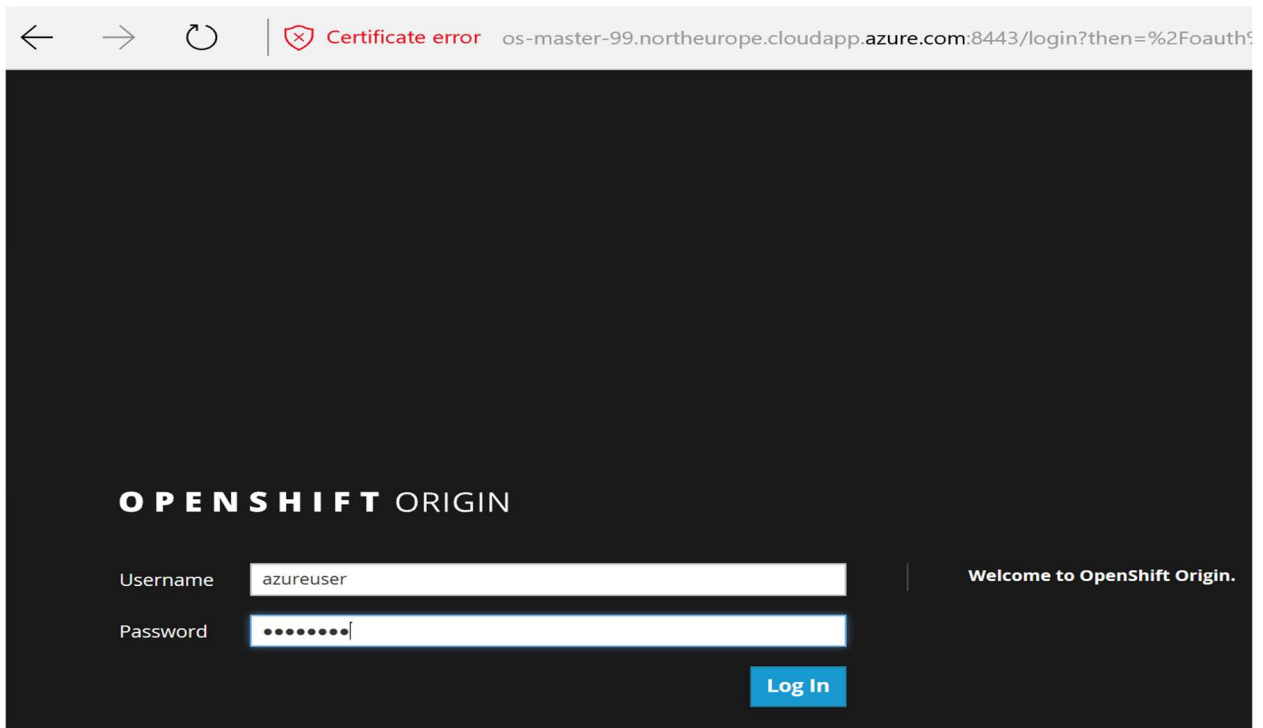 Certificate error os-master-99.northeurope.cloudapp.azure.com:8443/login?then=%2Foauth%
OPENSHIFT ORIGIN
Username azureuser
Welcome to OpenShift Origin.
Password ••••••••
Log In